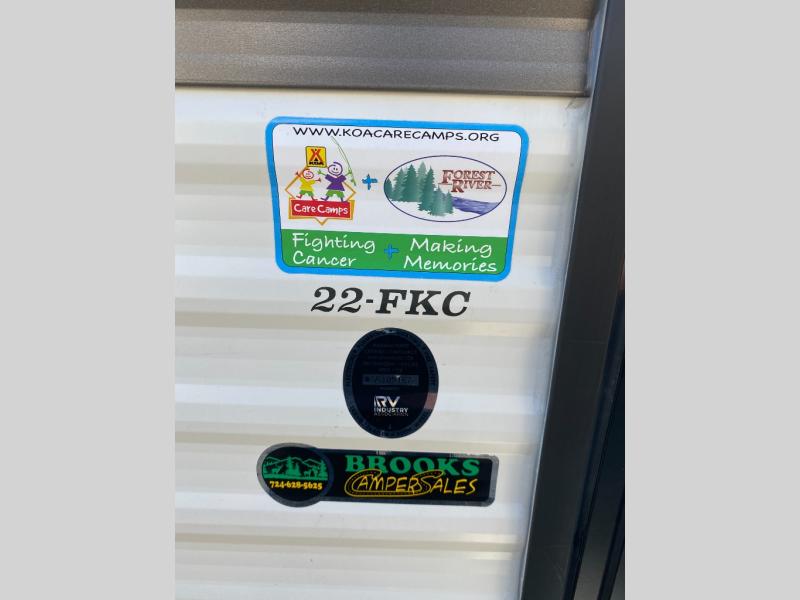 WWW.KOACARECAMPS.ORG
KOA
Care Camps
+
FOREST
RIVER
Fighting
Cancer
+
Making
Memories
22-FKC
RV
INDUSTRY
ASSOCIATION
724-628-5625
BROOKS
CAMPER SALES